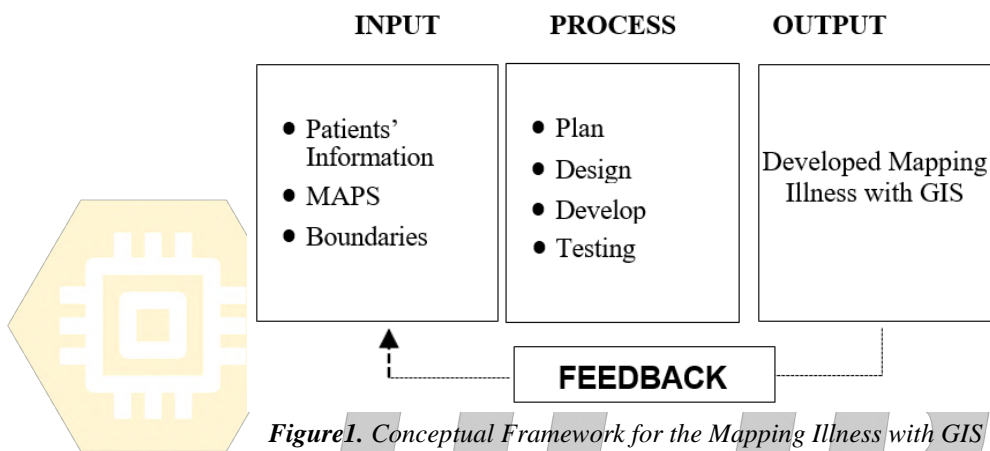 INPUT
PROCESS
OUTPUT
• Patients'
Information
• MAPS
• Boundaries
• Plan
• Design
• Develop
• Testing
Developed Mapping
Illness with GIS
FEEDBACK
Figure1. Conceptual Framework for the Mapping Illness with GIS